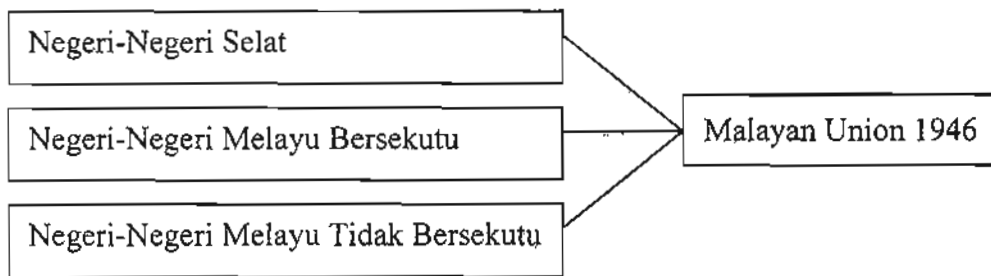 Negeri-Negeri Selat
Negeri-Negeri Melayu Bersekutu
Malayan Union 1946
Negeri-Negeri Melayu Tidak Bersekutu